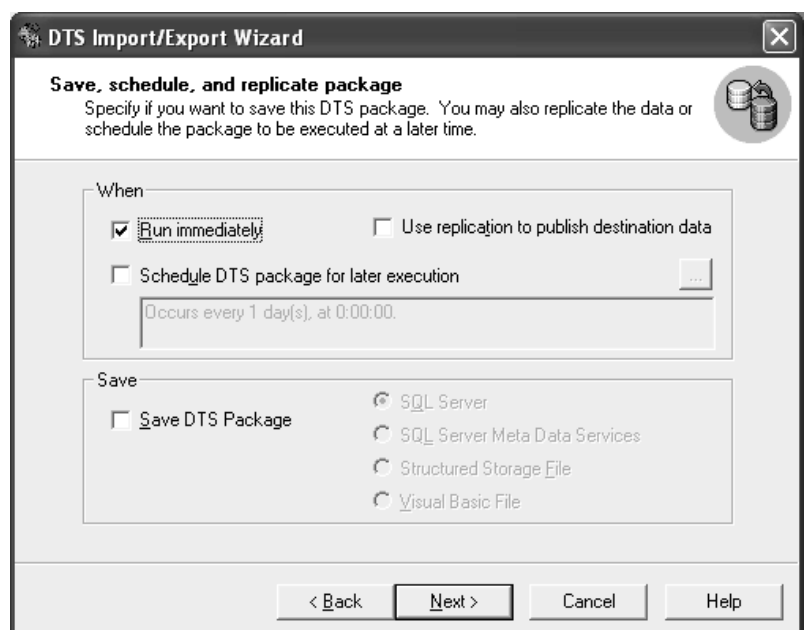 DTS Import/Export Wizard
Save, schedule, and replicate package
Specify if you want to save this DTS package. You may also replicate the data or
schedule the package to be executed at a later time.
When
Run immediately
Use replication to publish destination data
Schedule DTS package for later execution
...
Occurs every 1 day(s), at 0:00:00.
Save
Save DTS Package
SQL Server
SQL Server Meta Data Services
Structured Storage File
Visual Basic File
< Back
Next >
Cancel
Help